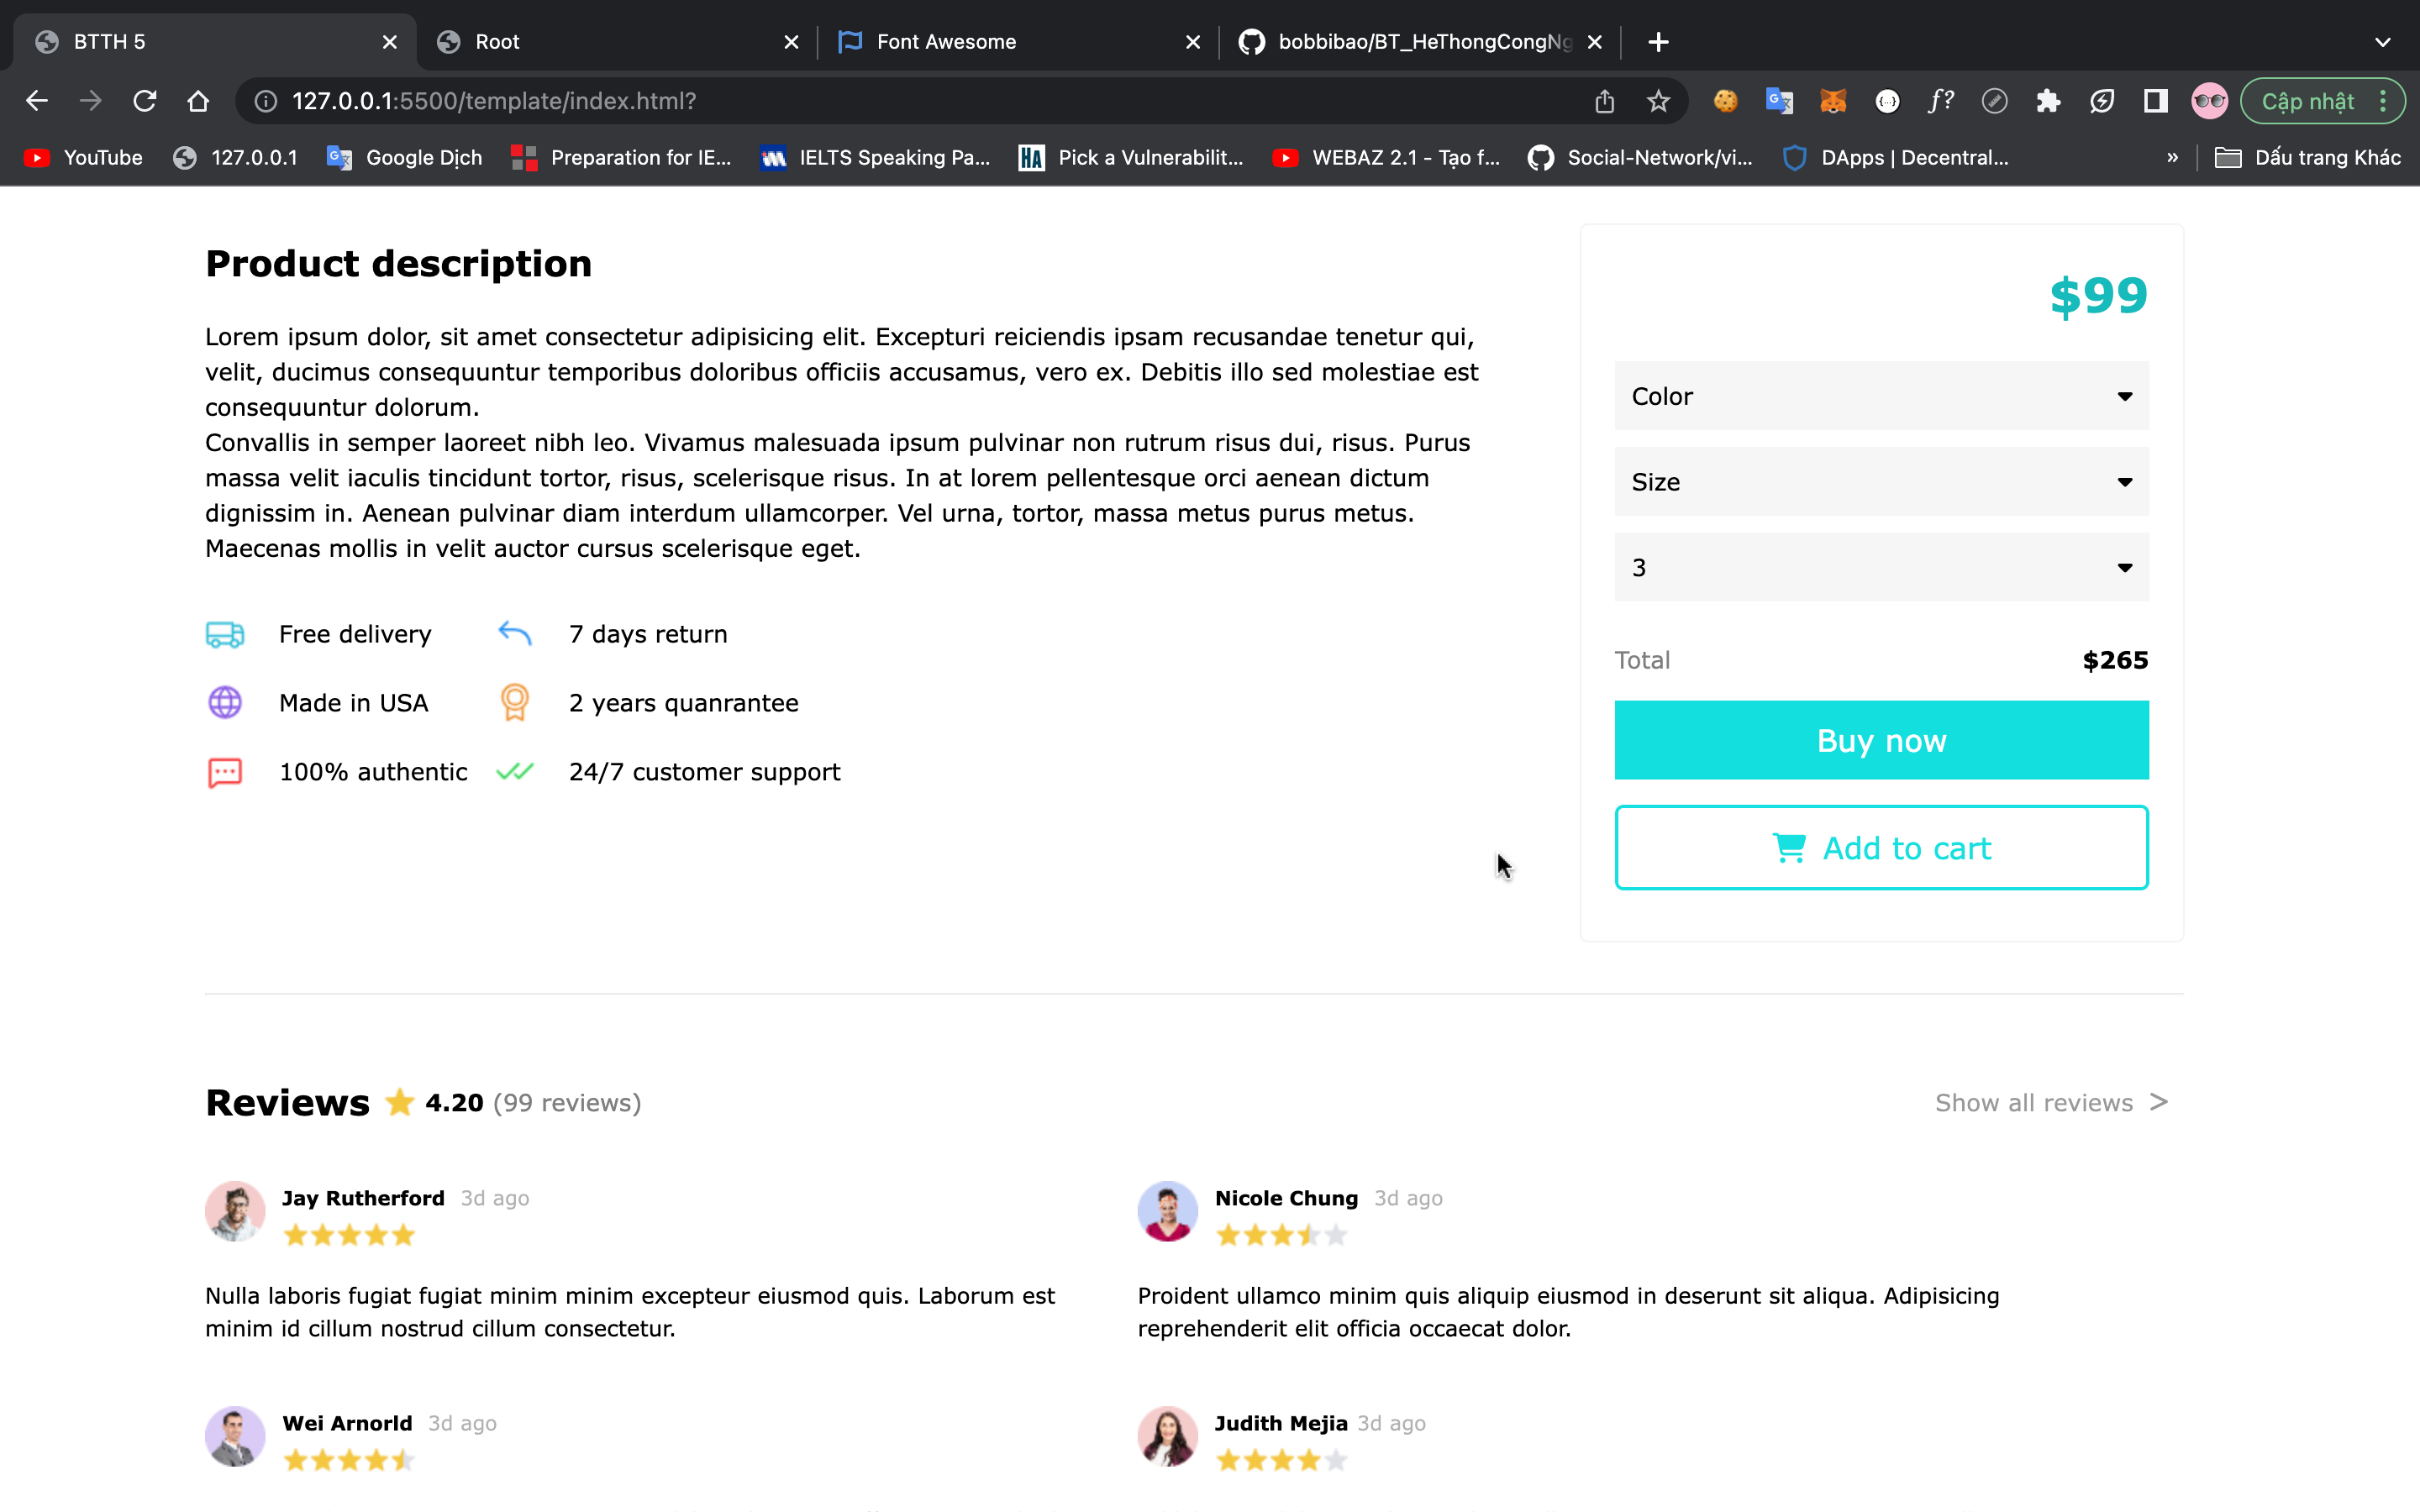 BTTH 5
Root
Font Awesome
bobbibao/BT_HeThongCongNg
127.0.0.1:5500/template/index.html?
Cập nhật
YouTube
127.0.0.1
Google Dịch
Preparation for IE...
IELTS Speaking Pa...
Pick a Vulnerabilit...
WEBAZ 2.1 - Tạo f...
Social-Network/vi...
DApps | Decentral...
»
Dấu trang Khác
Product description
Lorem ipsum dolor, sit amet consectetur adipisicing elit. Excepturi reiciendis ipsam recusandae tenetur qui,
velit, ducimus consequuntur temporibus doloribus officiis accusamus, vero ex. Debitis illo sed molestiae est
consequuntur dolorum.
Convallis in semper laoreet nibh leo. Vivamus malesuada ipsum pulvinar non rutrum risus dui, risus. Purus
massa velit iaculis tincidunt tortor, risus, scelerisque risus. In at lorem pellentesque orci aenean dictum
dignissim in. Aenean pulvinar diam interdum ullamcorper. Vel urna, tortor, massa metus purus metus.
Maecenas mollis in velit auctor cursus scelerisque eget.
Free delivery
7 days return
Made in USA
2 years quanrantee
100% authentic
24/7 customer support
$99
Color
Size
3
Total $265
Buy now
Add to cart
Reviews 4.20 (99 reviews)
Show all reviews >
Jay Rutherford 3d ago
Nulla laboris fugiat fugiat minim minim excepteur eiusmod quis. Laborum est
minim id cillum nostrud cillum consectetur.
Nicole Chung 3d ago
Proident ullamco minim quis aliquip eiusmod in deserunt sit aliqua. Adipisicing
reprehenderit elit officia occaecat dolor.
Wei Arnorld 3d ago
Judith Mejia 3d ago